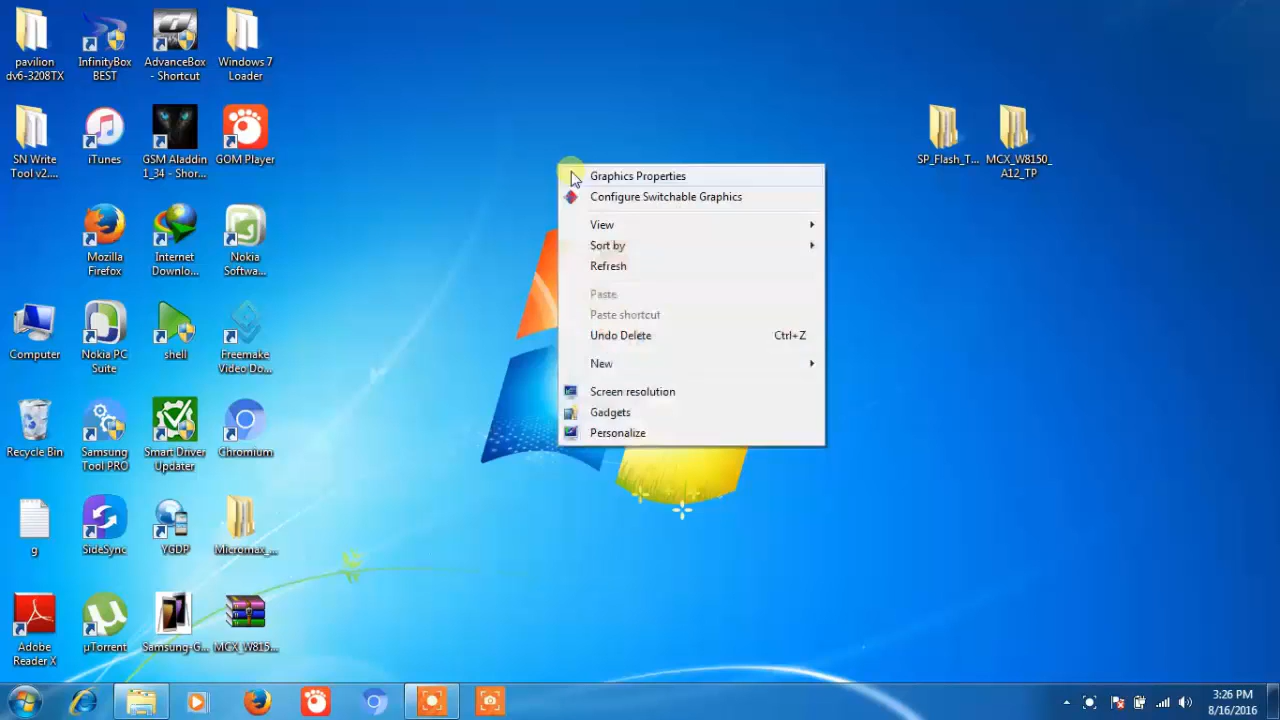 pavilion
dv6-3208TX
InfinityBox
BEST
AdvanceBox
- Shortcut
Windows 7
Loader
SN Write
Tool v2....
iTunes
GSM Aladdin
1_34 - Shor...
GOM Player
SP_Flash_T...
MCX_W8150_
A12_TP
Mozilla
Firefox
Internet
Downlo...
Nokia
Softwa...
Computer
Nokia PC
Suite
shell
Freemake
Video Do...
Recycle Bin
Samsung
Tool PRO
Smart Driver
Updater
Chromium
g
SideSync
YGDP
Micromax_...
Adobe
Reader X
µTorrent
Samsung-G...
MCX_W815...
Graphics Properties
Configure Switchable Graphics
View
Sort by
Refresh
Paste
Paste shortcut
Undo Delete Ctrl+Z
New
Screen resolution
Gadgets
Personalize
3:26 PM
8/16/2016